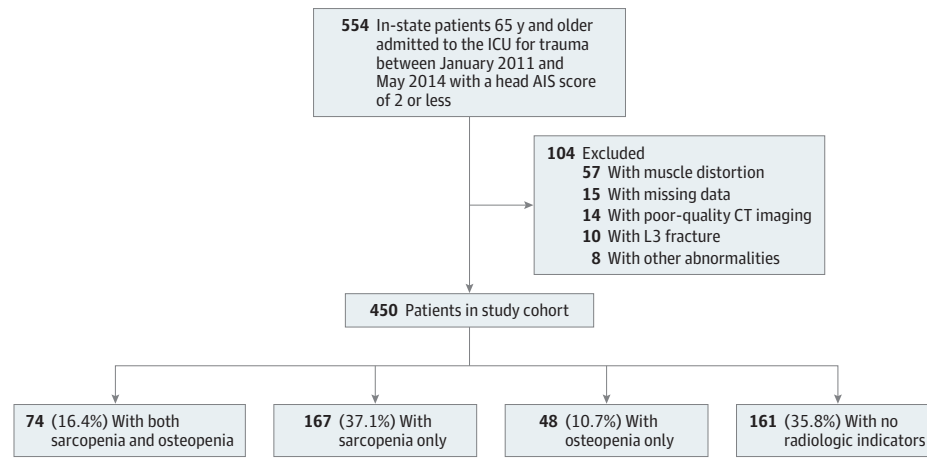 554 In-state patients 65 y and older
admitted to the ICU for trauma
between January 2011 and
May 2014 with a head AIS score
of 2 or less
104 Excluded
57 With muscle distortion
15 With missing data
14 With poor-quality CT imaging
10 With L3 fracture
8 With other abnormalities
450 Patients in study cohort
74 (16.4%) With both
sarcopenia and osteopenia
167 (37.1%) With
sarcopenia only
48 (10.7%) With
osteopenia only
161 (35.8%) With no
radiologic indicators